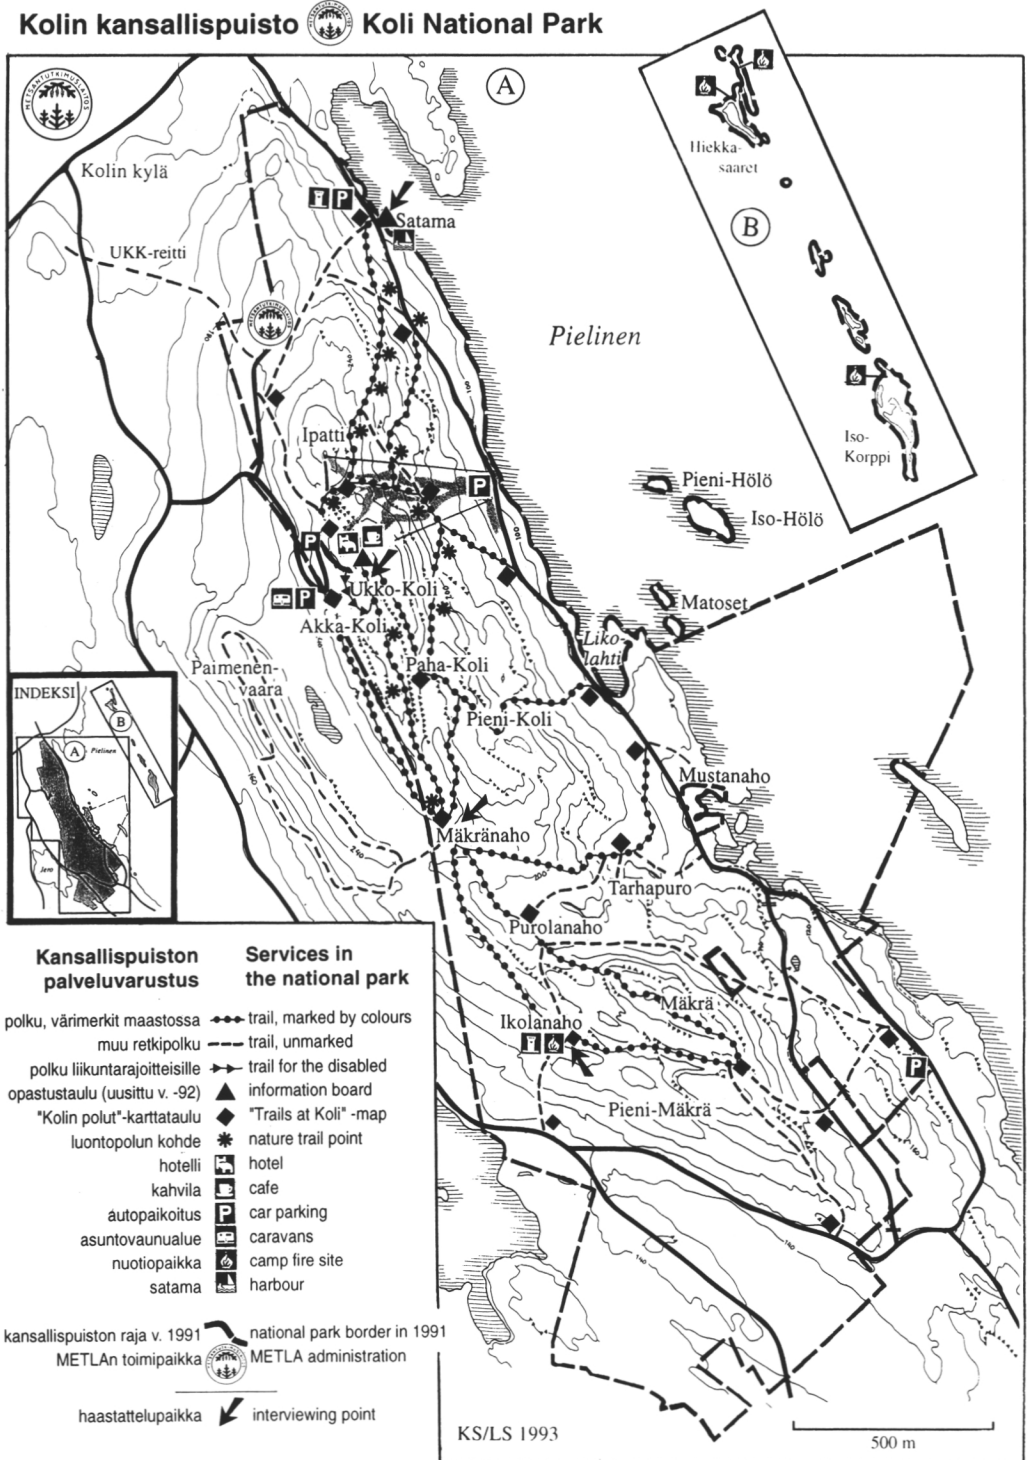 Kolin kansallispuisto Koli National Park
METSÄNTUTKIMUSLAITOS
A
Kolin kylä
Hiekka-
saaret
P
Satama
B
UKK-reitti
Pielinen
Ipatti
Iso-
Korppi
P
Pieni-Hölö
Iso-Hölö
P
Ukko-Koli
P
Matoset
Akka-Koli
Liko-
lahti
Paimenen-
vaara
Paha-Koli
Pieni-Koli
INDEKSI
B
A
Pielinen
Jero
Mustanaho
Mäkränaho
240
200
Tarhapuro
Purolanaho
Mäkrä
Ikolanaho
P
Pieni-Mäkrä
140
140
Kansallispuiston
palveluvarustus
Services in
the national park
polku, värimerkit maastossa trail, marked by colours
muu retkipolku trail, unmarked
polku liikuntarajoitteisille trail for the disabled
opastustaulu (uusittu v. -92) information board
"Kolin polut"-karttataulu "Trails at Koli" -map
luontopolun kohde nature trail point
hotelli hotel
kahvila cafe
autopaikoitus P car parking
asuntovaunualue caravans
nuotiopaikka camp fire site
satama harbour
kansallispuiston raja v. 1991 national park border in 1991
METLAn toimipaikka METLA administration
haastattelupaikka interviewing point
KS/LS 1993
500 m